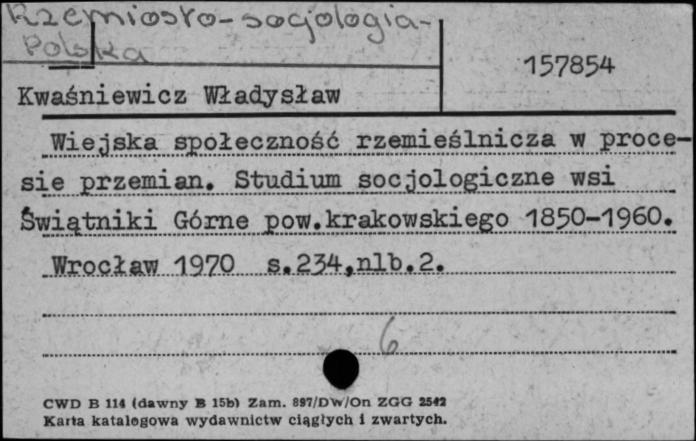 Rzemiosło-socjologia-
Polska
157854
Kwaśniewicz Władysław
Wiejska społeczność rzemieślnicza w proce-
sie przemian. Studium socjologiczne wsi
Świątniki Górne pow.krakowskiego 1850-1960.
Wrocław 1970 s.234,nlb.2.
6
CWD B 114 (dawny B 15b) Zam. 897/DW/On ZGG 2542
Karta katalogowa wydawnictw ciągłych i zwartych.